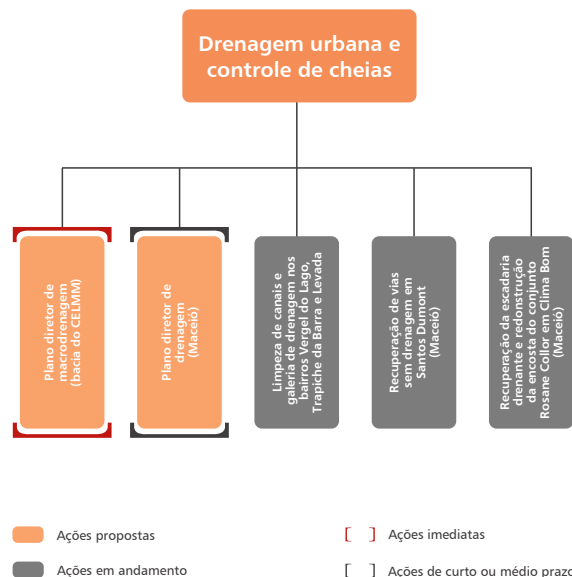 Drenagem urbana e
controle de cheias
Plano diretor de
macrodrenagem
(bacia do CELMM)
Plano diretor de
drenagem
(Maceió)
Limpeza de canais e
galeria de drenagem nos
bairros Vergel do Lago,
Trapiche da Barra e Levada
Recuperação de vias
sem drenagem em
Santos Dumont
(Maceió)
Recuperação da escadaria
drenante e redonstrução
da encosta do conjunto
Rosane Collor em Clima Bom
(Maceió)
Ações propostas
[ ] Ações imediatas
Ações em andamento
[ ] Ações de curto ou médio prazo